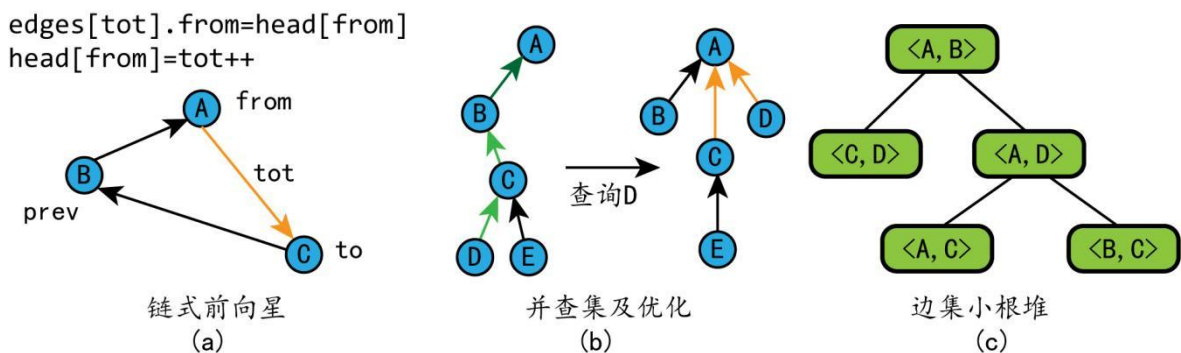 edges[tot].from=head[from]
head[from]=tot++
A
from
B
prev
tot
C
to
链式前向星
(a)
A
B
C
D
E
查询D
A
B
D
C
E
并查集及优化
(b)
<A,B>
<C,D>
<A,D>
<A,C>
<B,C>
边集小根堆
(c)